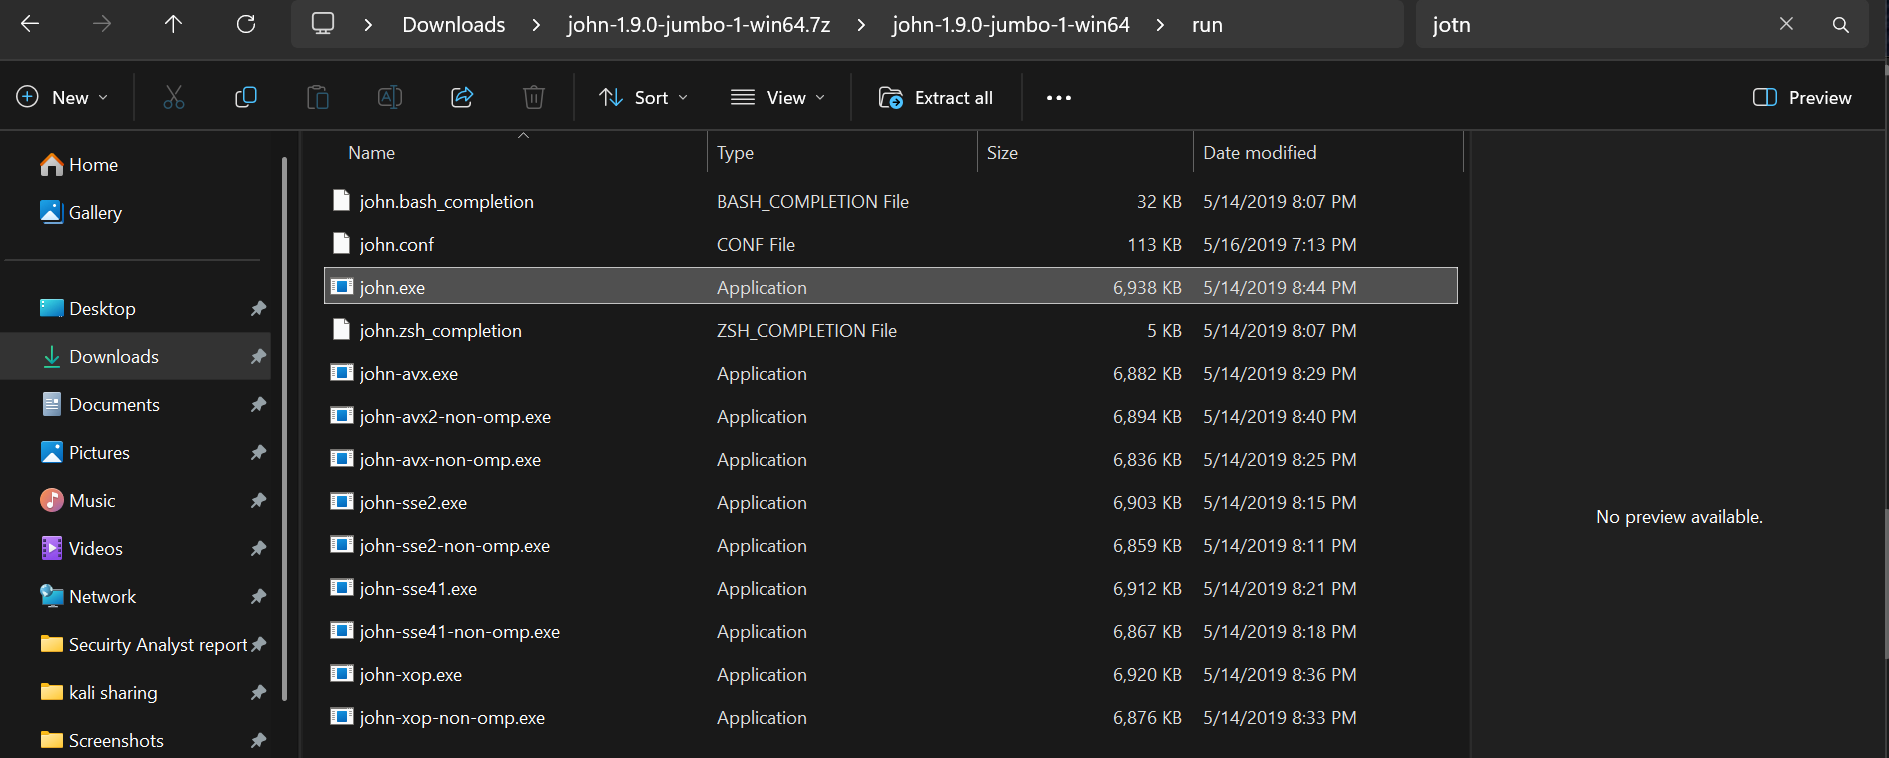 Downloads > john-1.9.0-jumbo-1-win64.7z > john-1.9.0-jumbo-1-win64 > run
jotn
New
Sort
View
Extract all
Preview
Home
Gallery
Desktop
Downloads
Documents
Pictures
Music
Videos
Network
Secuirty Analyst report
kali sharing
Screenshots
Name Type Size Date modified
john.bash_completion BASH_COMPLETION File 32 KB 5/14/2019 8:07 PM
john.conf CONF File 113 KB 5/16/2019 7:13 PM
john.exe Application 6,938 KB 5/14/2019 8:44 PM
john.zsh_completion ZSH_COMPLETION File 5 KB 5/14/2019 8:07 PM
john-avx.exe Application 6,882 KB 5/14/2019 8:29 PM
john-avx2-non-omp.exe Application 6,894 KB 5/14/2019 8:40 PM
john-avx-non-omp.exe Application 6,836 KB 5/14/2019 8:25 PM
john-sse2.exe Application 6,903 KB 5/14/2019 8:15 PM
john-sse2-non-omp.exe Application 6,859 KB 5/14/2019 8:11 PM
john-sse41.exe Application 6,912 KB 5/14/2019 8:21 PM
john-sse41-non-omp.exe Application 6,867 KB 5/14/2019 8:18 PM
john-xop.exe Application 6,920 KB 5/14/2019 8:36 PM
john-xop-non-omp.exe Application 6,876 KB 5/14/2019 8:33 PM
No preview available.